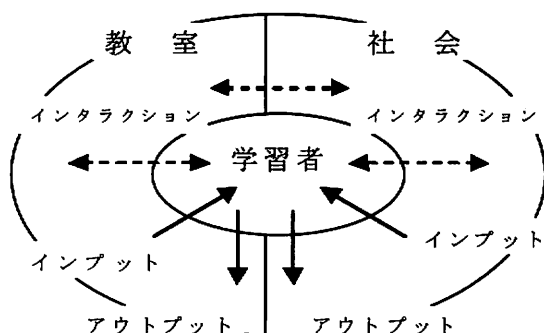 教室 社会
インタラクション インタラクション
学習者
インプット インプット
アウトプット アウトプット